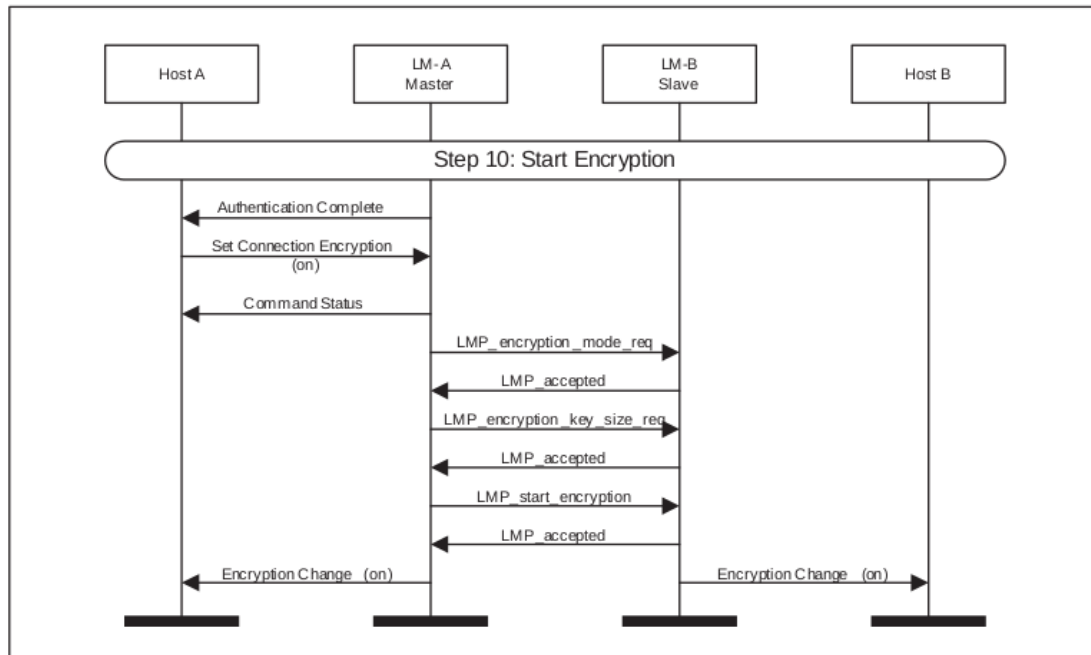 Host A
LM-A
Master
LM-B
Slave
Host B
Step 10: Start Encryption
Authentication Complete
Set Connection Encryption
(on)
Command Status
LMP_encryption_mode_req
LMP_accepted
LMP_encryption_key_size_req
LMP_accepted
LMP_start_encryption
LMP_accepted
Encryption Change (on)
Encryption Change (on)